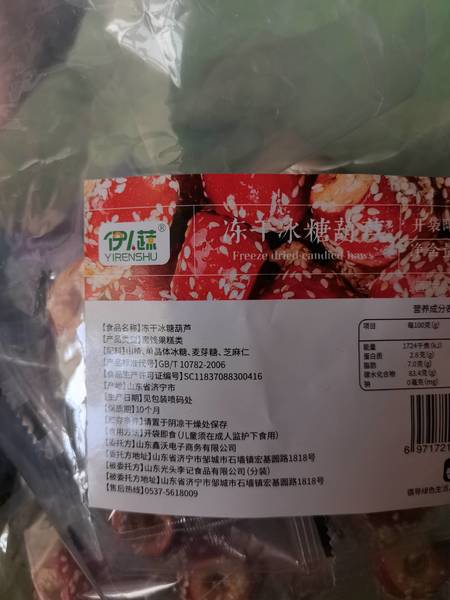 伊人蔬®
YIRENSHU
冻干冰糖葫芦
Freeze dried candied haws
开袋即
营养成分
项目 每100克(g)
能量 1724千焦(kJ)
蛋白质 2.6克(g)
脂肪 7.0克(g)
碳水化合物 83.4克(g)
钠 0毫克(mg)
【食品名称】冻干冰糖葫芦
【产品类别】蜜饯果糕类
【配料】山楂、单晶体冰糖、麦芽糖、芝麻仁
【产品标准代号】GB/T 10782-2006
【食品生产许可证编号】SC11837088300416
【产地】山东省济宁市
【生产日期】见包装喷码处
【保质期】10个月
【贮存条件】请置于阴凉干燥处保存
【食用方法】开袋即食(儿童须在成人监护下食用)
【委托方】山东鑫沃电子商务有限公司
【委托方地址】山东省济宁市邹城市石墙镇宏基圆路1818号
【被委托方】山东光头李记食品有限公司(分装)
【被委托方地址】山东省济宁市邹城市石墙镇宏基圆路1818号
【售后热线】0537-5618009
6 971721
倡导绿色生活